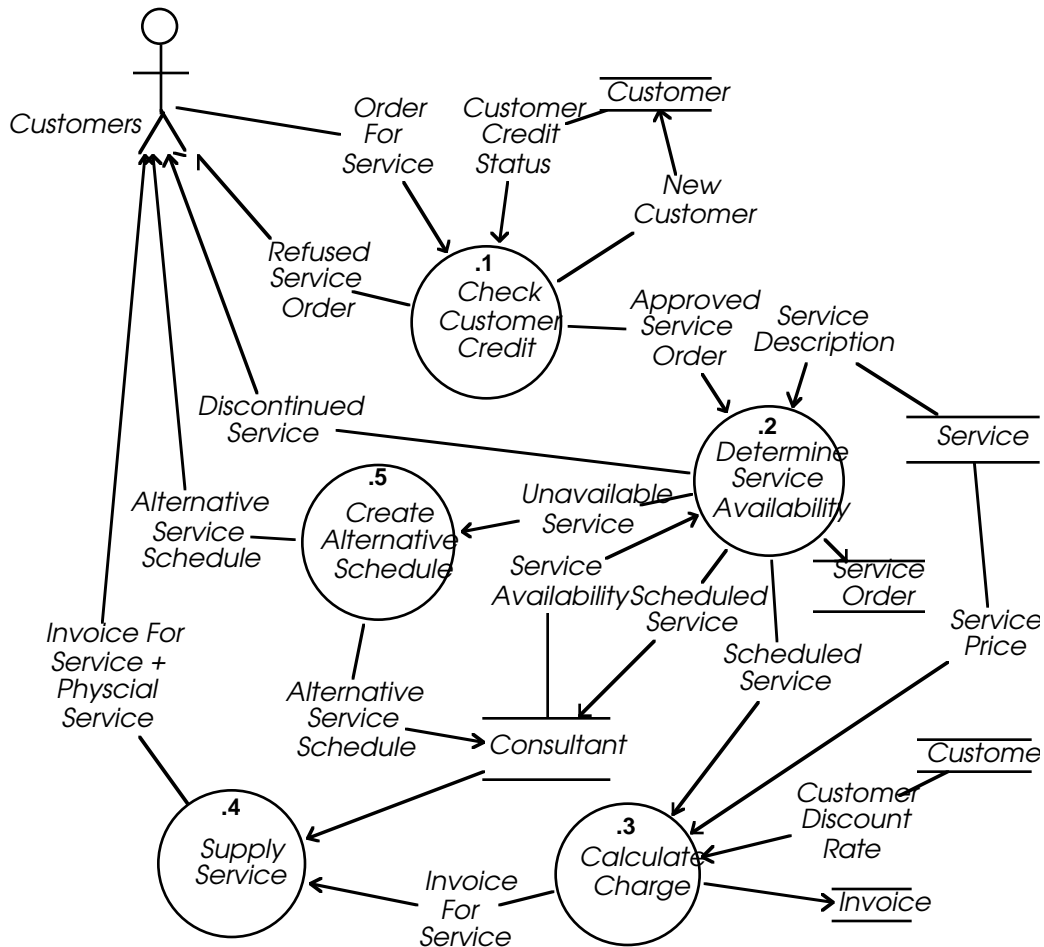 Customers
Order
For
Service
Customer
Credit
Status
Customer
New
Customer
Refused
Service
Order
.1
Check
Customer
Credit
Approved
Service
Order
Service
Description
Discontinued
Service
.2
Determine
Service
Availability
Service
Alternative
Service
Schedule
.5
Create
Alternative
Schedule
Unavailable
Service
Service
Availability
Scheduled
Service
Service
Order
Invoice For
Service +
Physcial
Service
Alternative
Service
Schedule
Scheduled
Service
Service
Price
Consultant
Custome
.4
Supply
Service
Invoice
For
Service
.3
Calculate
Charge
Customer
Discount
Rate
Invoice